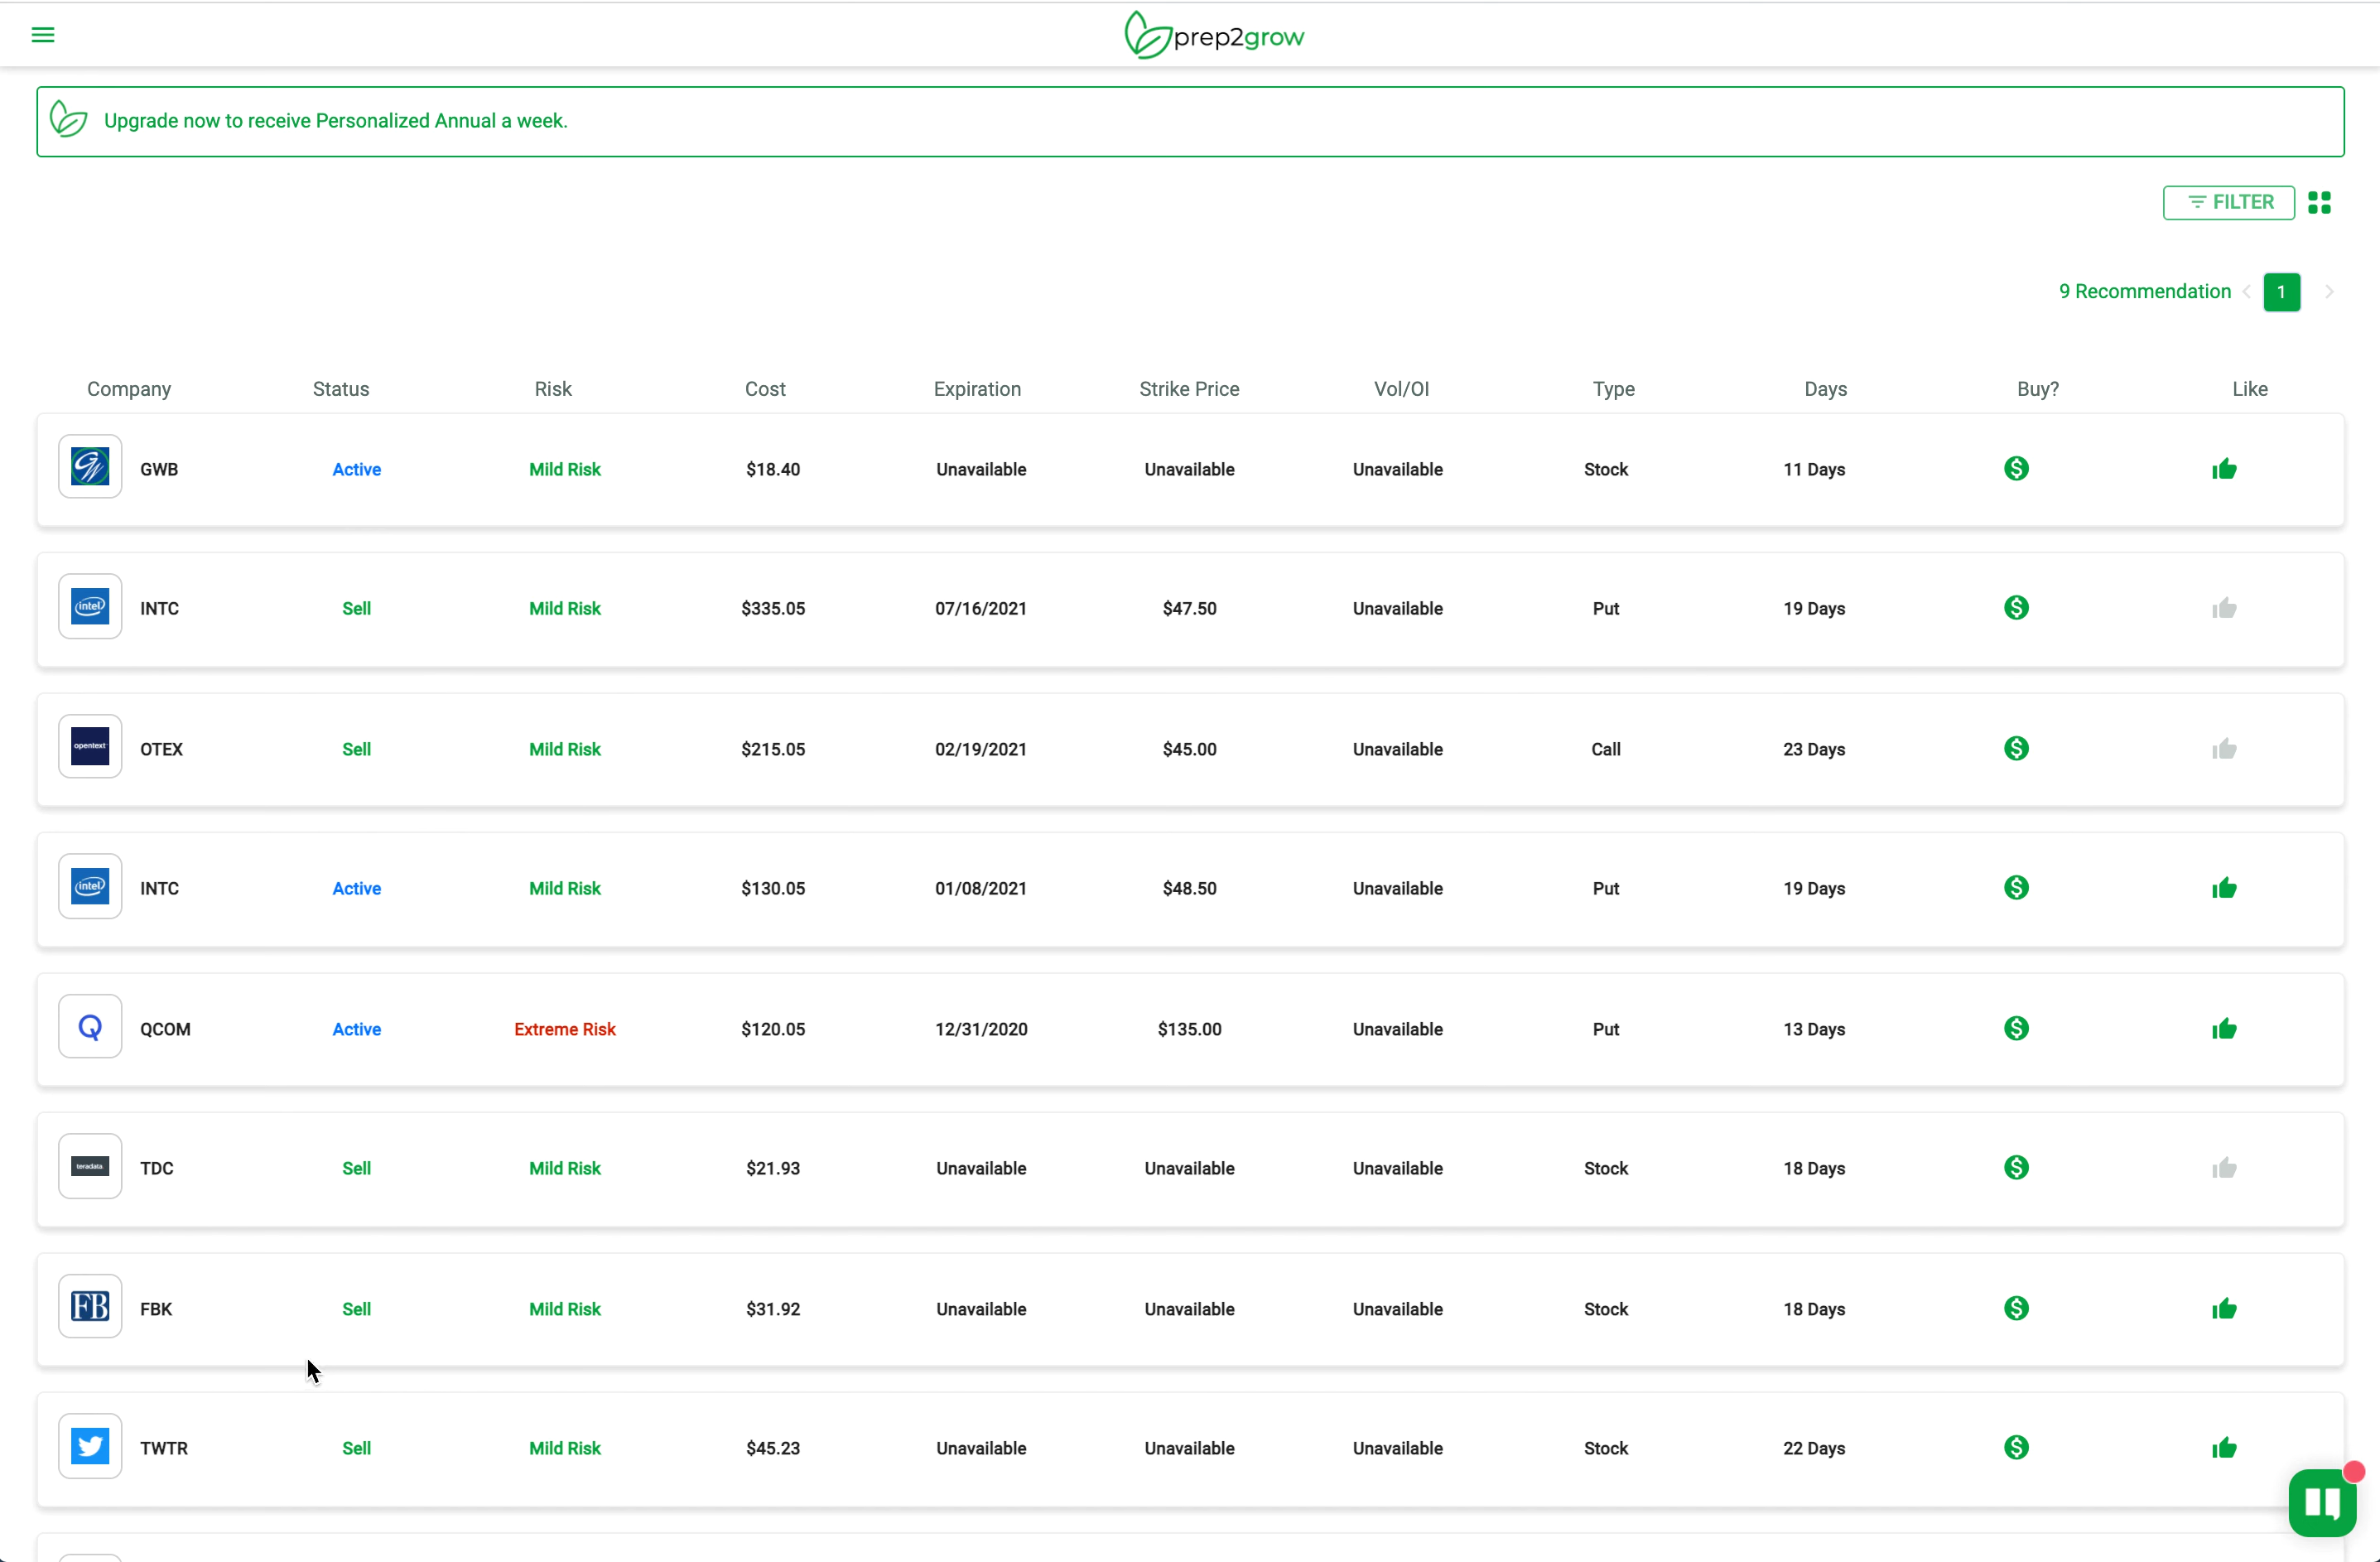 prep2grow
Upgrade now to receive Personalized Annual a week.
FILTER
9 Recommendation 1
Company Status Risk Cost Expiration Strike Price Vol/OI Type Days Buy? Like
GWB Active Mild Risk $18.40 Unavailable Unavailable Unavailable Stock 11 Days
intel INTC Sell Mild Risk $335.05 07/16/2021 $47.50 Unavailable Put 19 Days
opentext OTEX Sell Mild Risk $215.05 02/19/2021 $45.00 Unavailable Call 23 Days
intel INTC Active Mild Risk $130.05 01/08/2021 $48.50 Unavailable Put 19 Days
QCOM Active Extreme Risk $120.05 12/31/2020 $135.00 Unavailable Put 13 Days
teradata. TDC Sell Mild Risk $21.93 Unavailable Unavailable Unavailable Stock 18 Days
FB FBK Sell Mild Risk $31.92 Unavailable Unavailable Unavailable Stock 18 Days
TWTR Sell Mild Risk $45.23 Unavailable Unavailable Unavailable Stock 22 Days